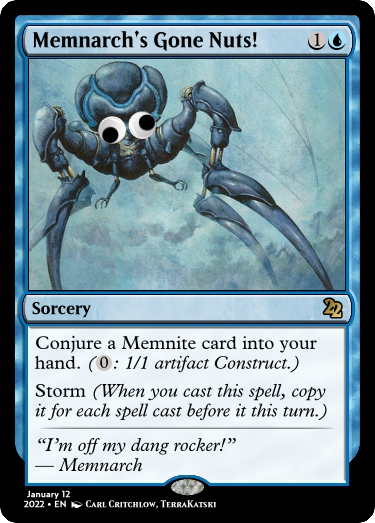 Memnarch's Gone Nuts! 1
Sorcery 22
Conjure a Memnite card into your
hand. (0: 1/1 artifact Construct.)
Storm (When you cast this spell, copy
it for each spell cast before it this turn.)
“I'm off my dang rocker!”
— Memnarch
January 12
2022 • EN Carl Critchlow, TerraKatski